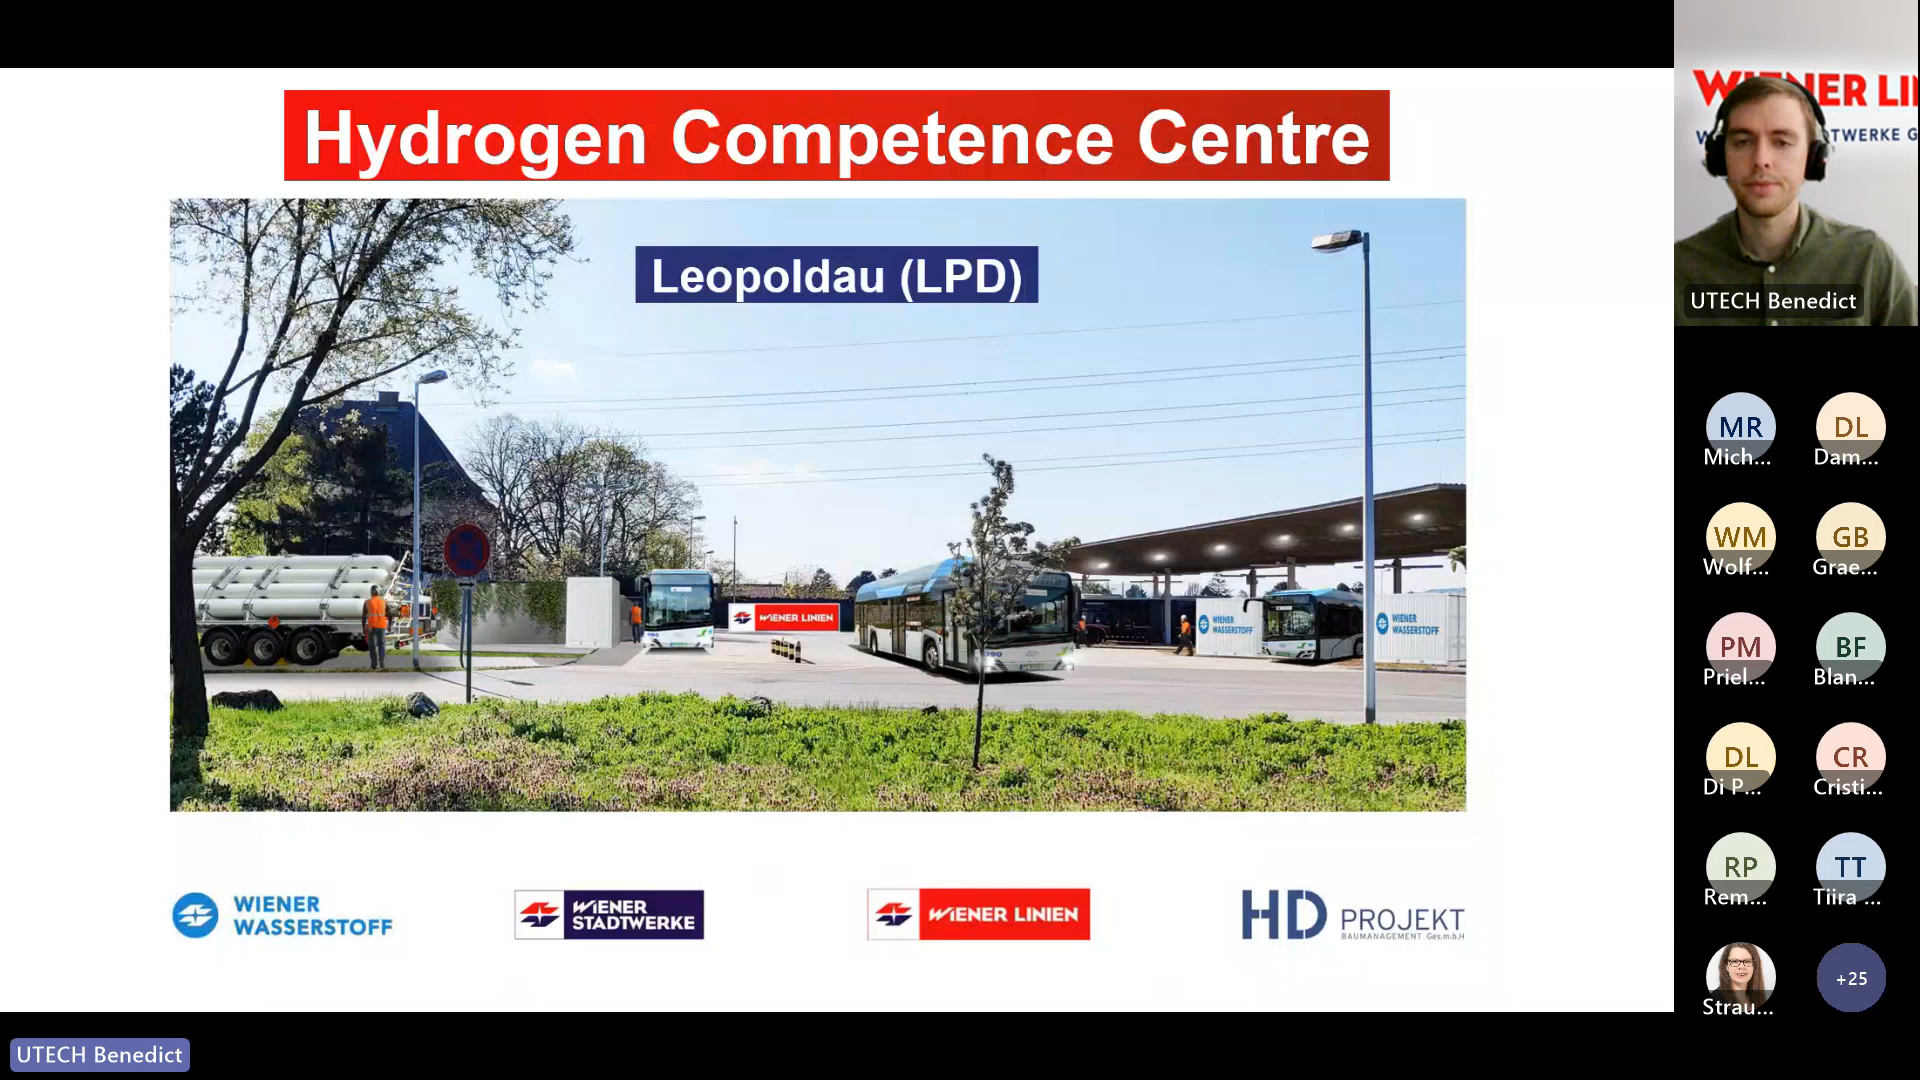 Hydrogen Competence Centre
Leopoldau (LPD)
WIENER LINIEN
WIENER
WASSERSTOFF
WIENER
WASSERSTOFF
WIENER
WASSERSTOFF
WIENER
STADTWERKE
WIENER LINIEN
HD PROJEKT
BAUMANAGEMENT Ges.m.b.H
UTECH Benedict
WIENER LI
TWERKE G
UTECH Benedict
MR
Mich...
DL
Dam...
WM
Wolf...
GB
Grae...
PM
Priel...
BF
Blan...
DL
Di P...
CR
Cristi...
RP
Rem...
TT
Tiira ...
Strau...
+25